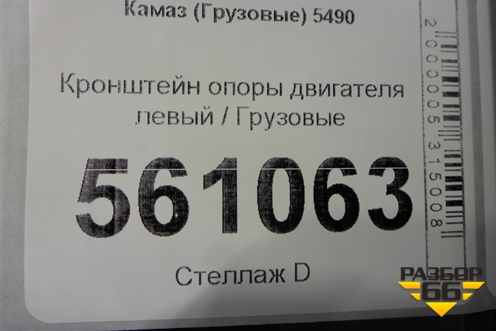 Камаз (Грузовые) 5490
Кронштейн опоры двигателя
левый / Грузовые
561063
Стеллаж D
2000005315008
РАЗБОР
66